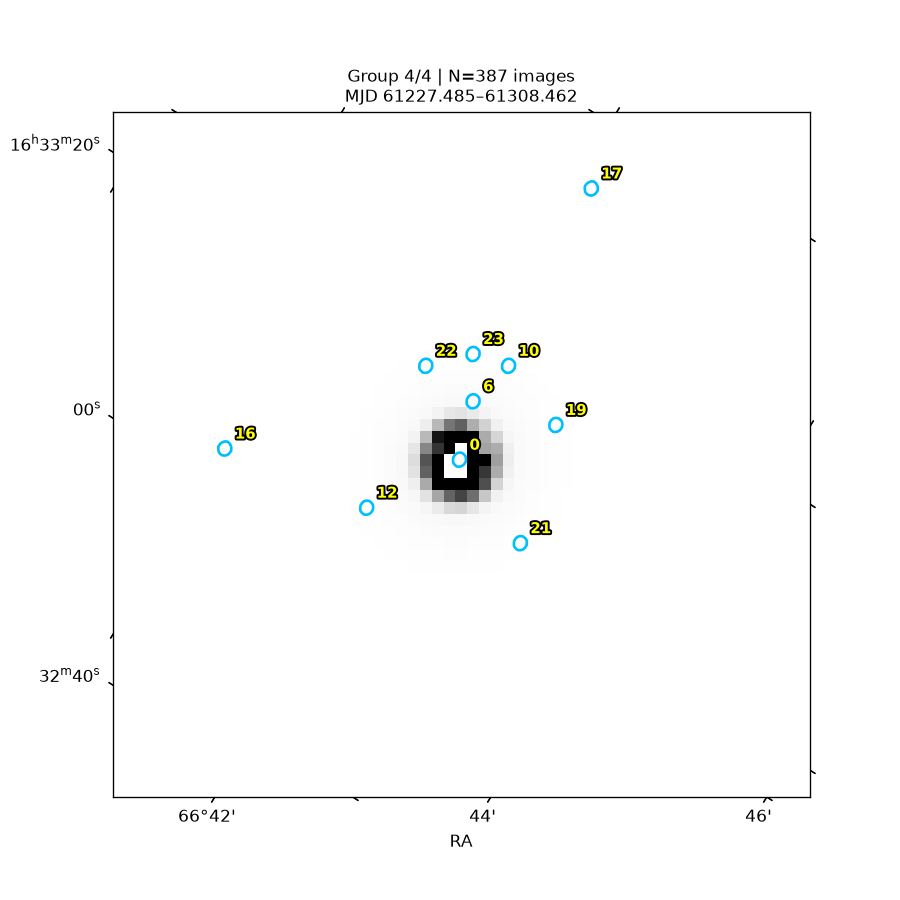 Group 4/4 | N=387 images
MJD 61227.485–61308.462
16h33m20s
17
23
22
10
6
00s
19
16
0
12
21
32m40s
66°42'
44'
46'
RA